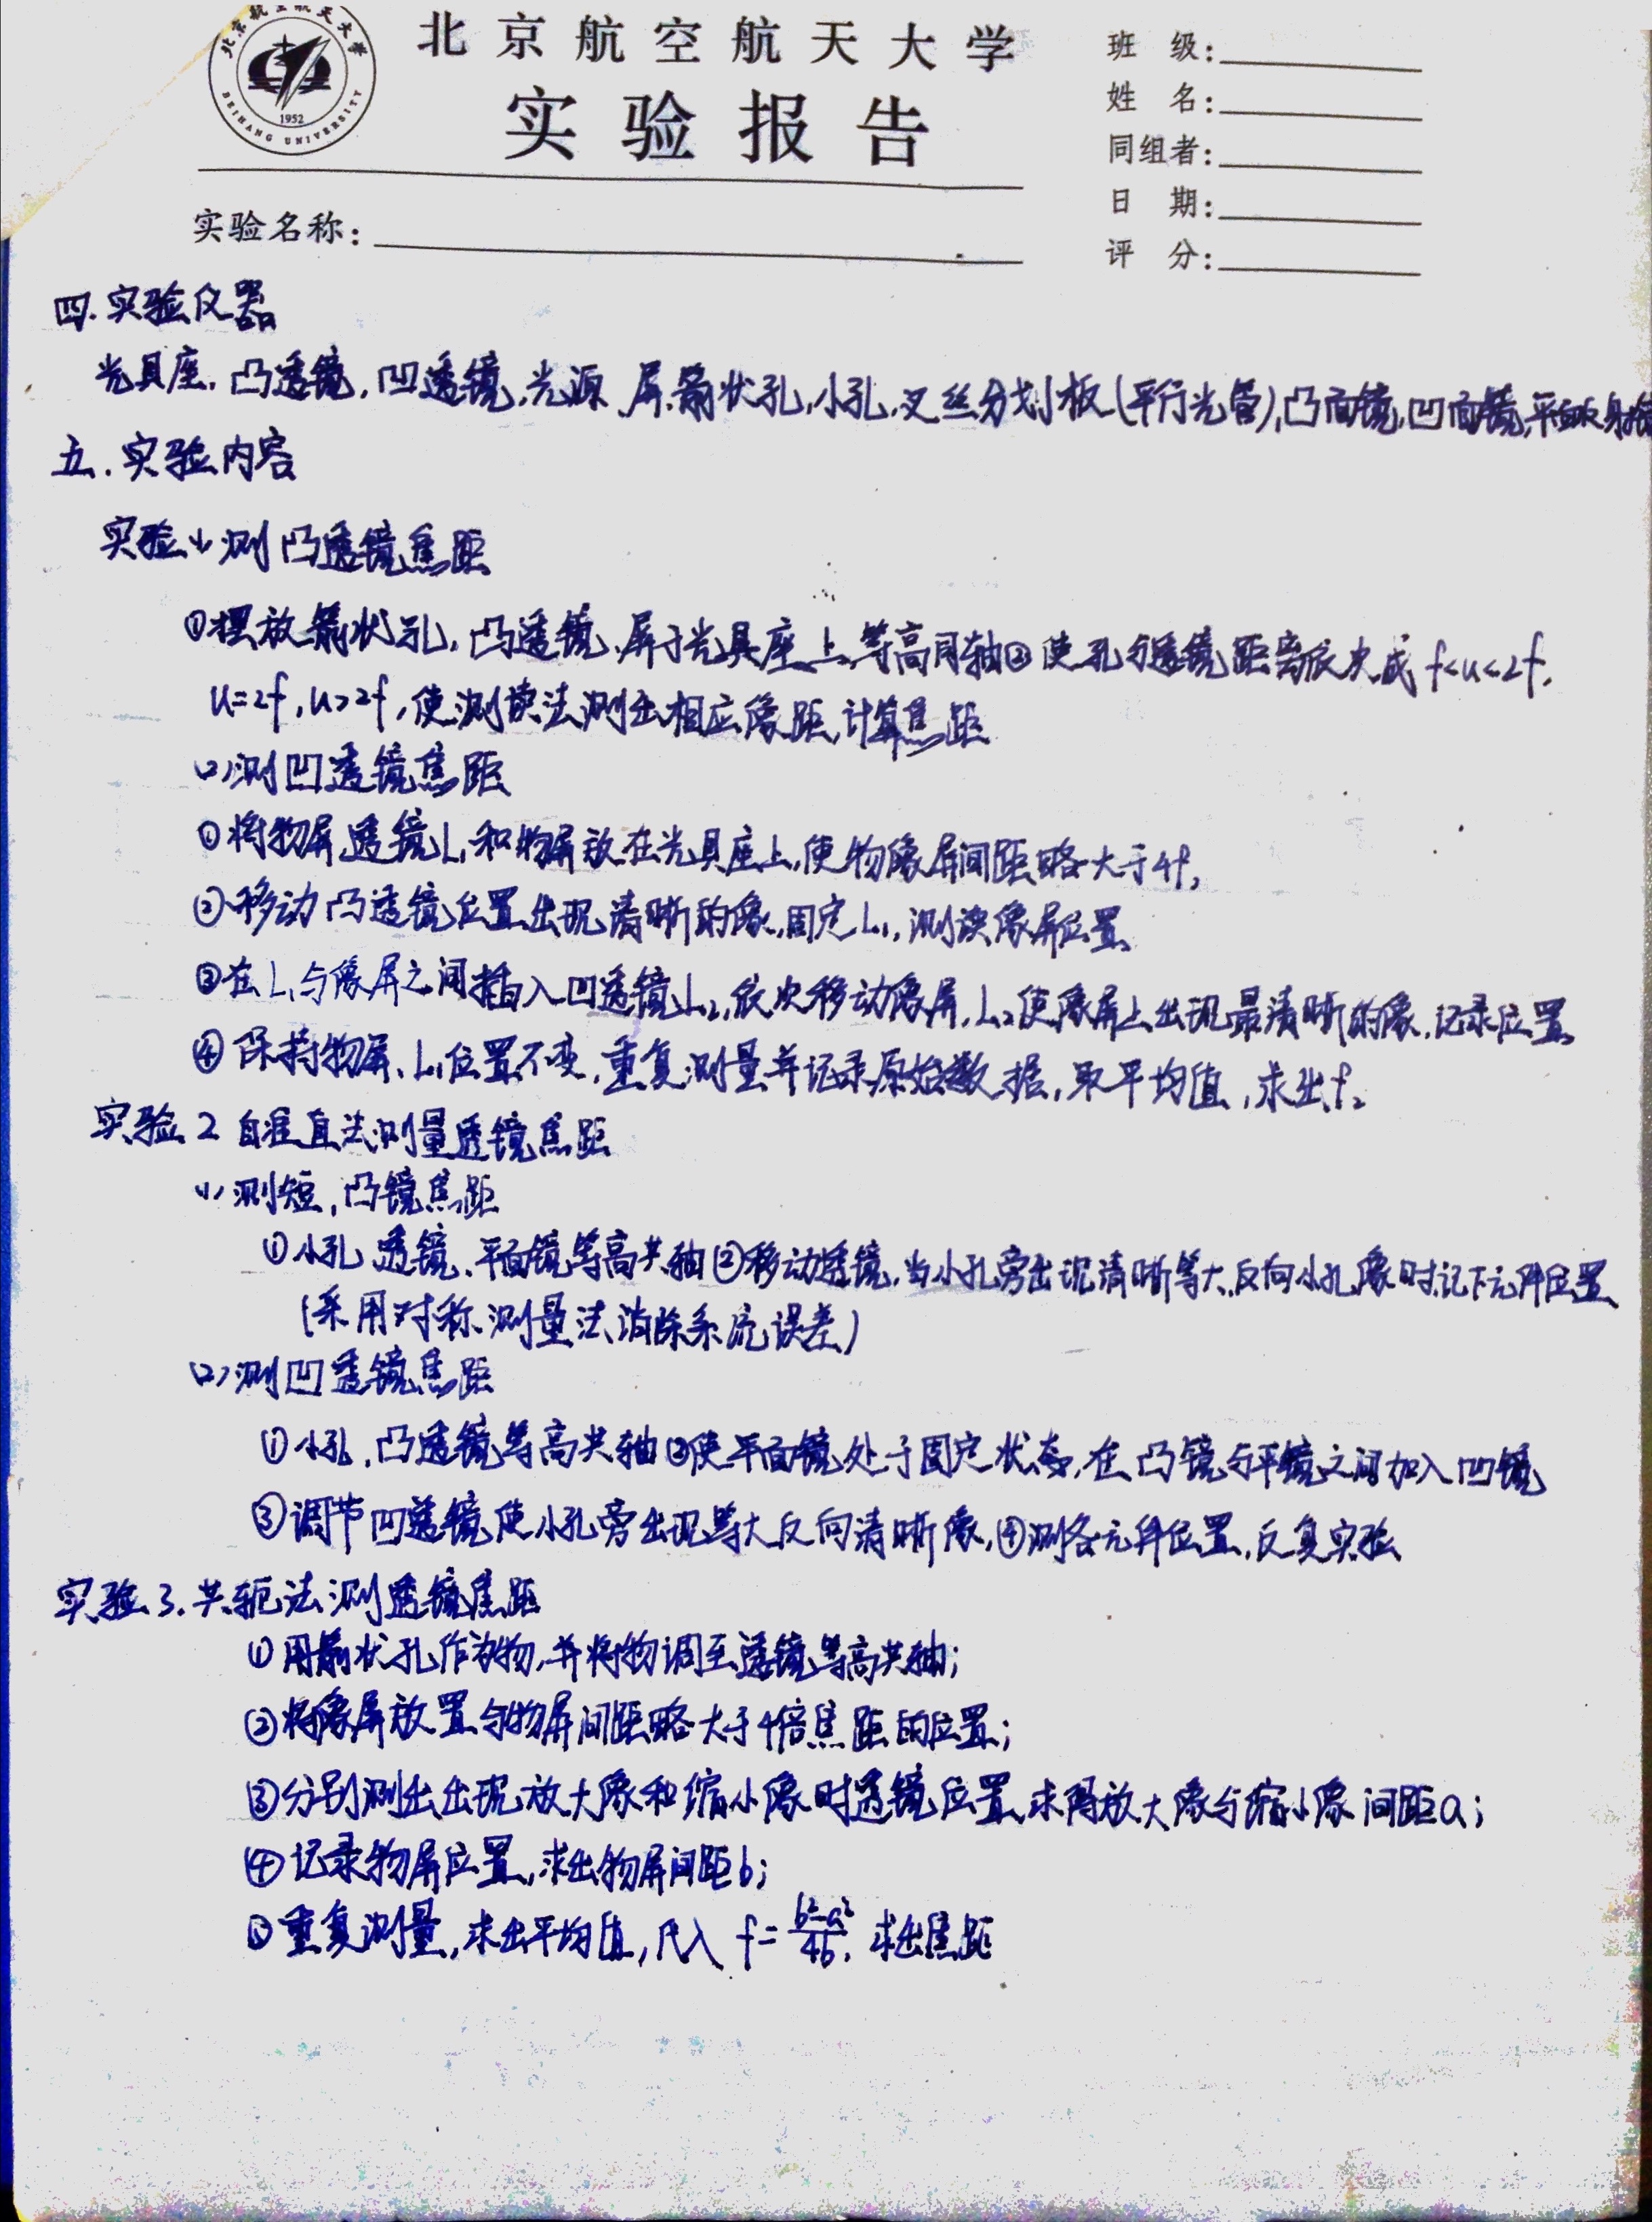 北京航空航天大学
BEIHANG UNIVERSITY
1952
北京航空航天大学
实验报告
班 级:
姓 名:
同组者:
日 期:
评 分:
实验名称:
四.实验仪器
光具座,凸透镜,凹透镜,光源,屏,箭状孔,小孔,叉丝分划板(平行光管),凸面镜,凹面镜,平面反射镜
五.实验内容
实验(1)测凸透镜焦距
①摆放箭状孔,凸透镜,屏于光具座上,等高同轴②使孔与透镜距离依次成f<u<2f,
u=2f,u>2f,使测读法测出相应像距,计算焦距
(2)测凹透镜焦距
①将物屏,透镜L₁和物屏放在光具座上,使物像屏间距略大于4f,
②移动凸透镜位置,出现清晰的像,固定L₁,测读像屏位置
③在L₁与像屏之间插入凹透镜L₂,依次移动像屏,L₂使像屏上出现最清晰的像,记录位置
④保持物屏、L₁位置不变,重复测量并记录原始数据,取平均值,求出f₂
实验2 自准直法测量透镜焦距
(1)测短,凸镜焦距
①小孔、透镜、平面镜等高共轴②移动透镜,当小孔旁出现清晰等大反向小孔像时,记下元件位置
(采用对称测量法消除系统误差)
(2)测凹透镜焦距
①小孔,凸透镜等高共轴②使平面镜处于固定状态,在凸镜与平镜之间加入凹镜
③调节凹透镜使小孔旁出现等大反向清晰像,④测各元件位置,反复实验
实验3.共轭法测透镜焦距
①用箭状孔作为物,并将物调至透镜等高共轴;
②将像屏放置与物屏间距略大于4倍焦距的位置;
③分别测出出现放大像和缩小像时透镜位置,求得放大像与缩小像间距a;
④记录物屏位置,求出物屏间距b;
⑤重复测量,求出平均值,代入 f=\frac{b²-a²}{4b},求出焦距